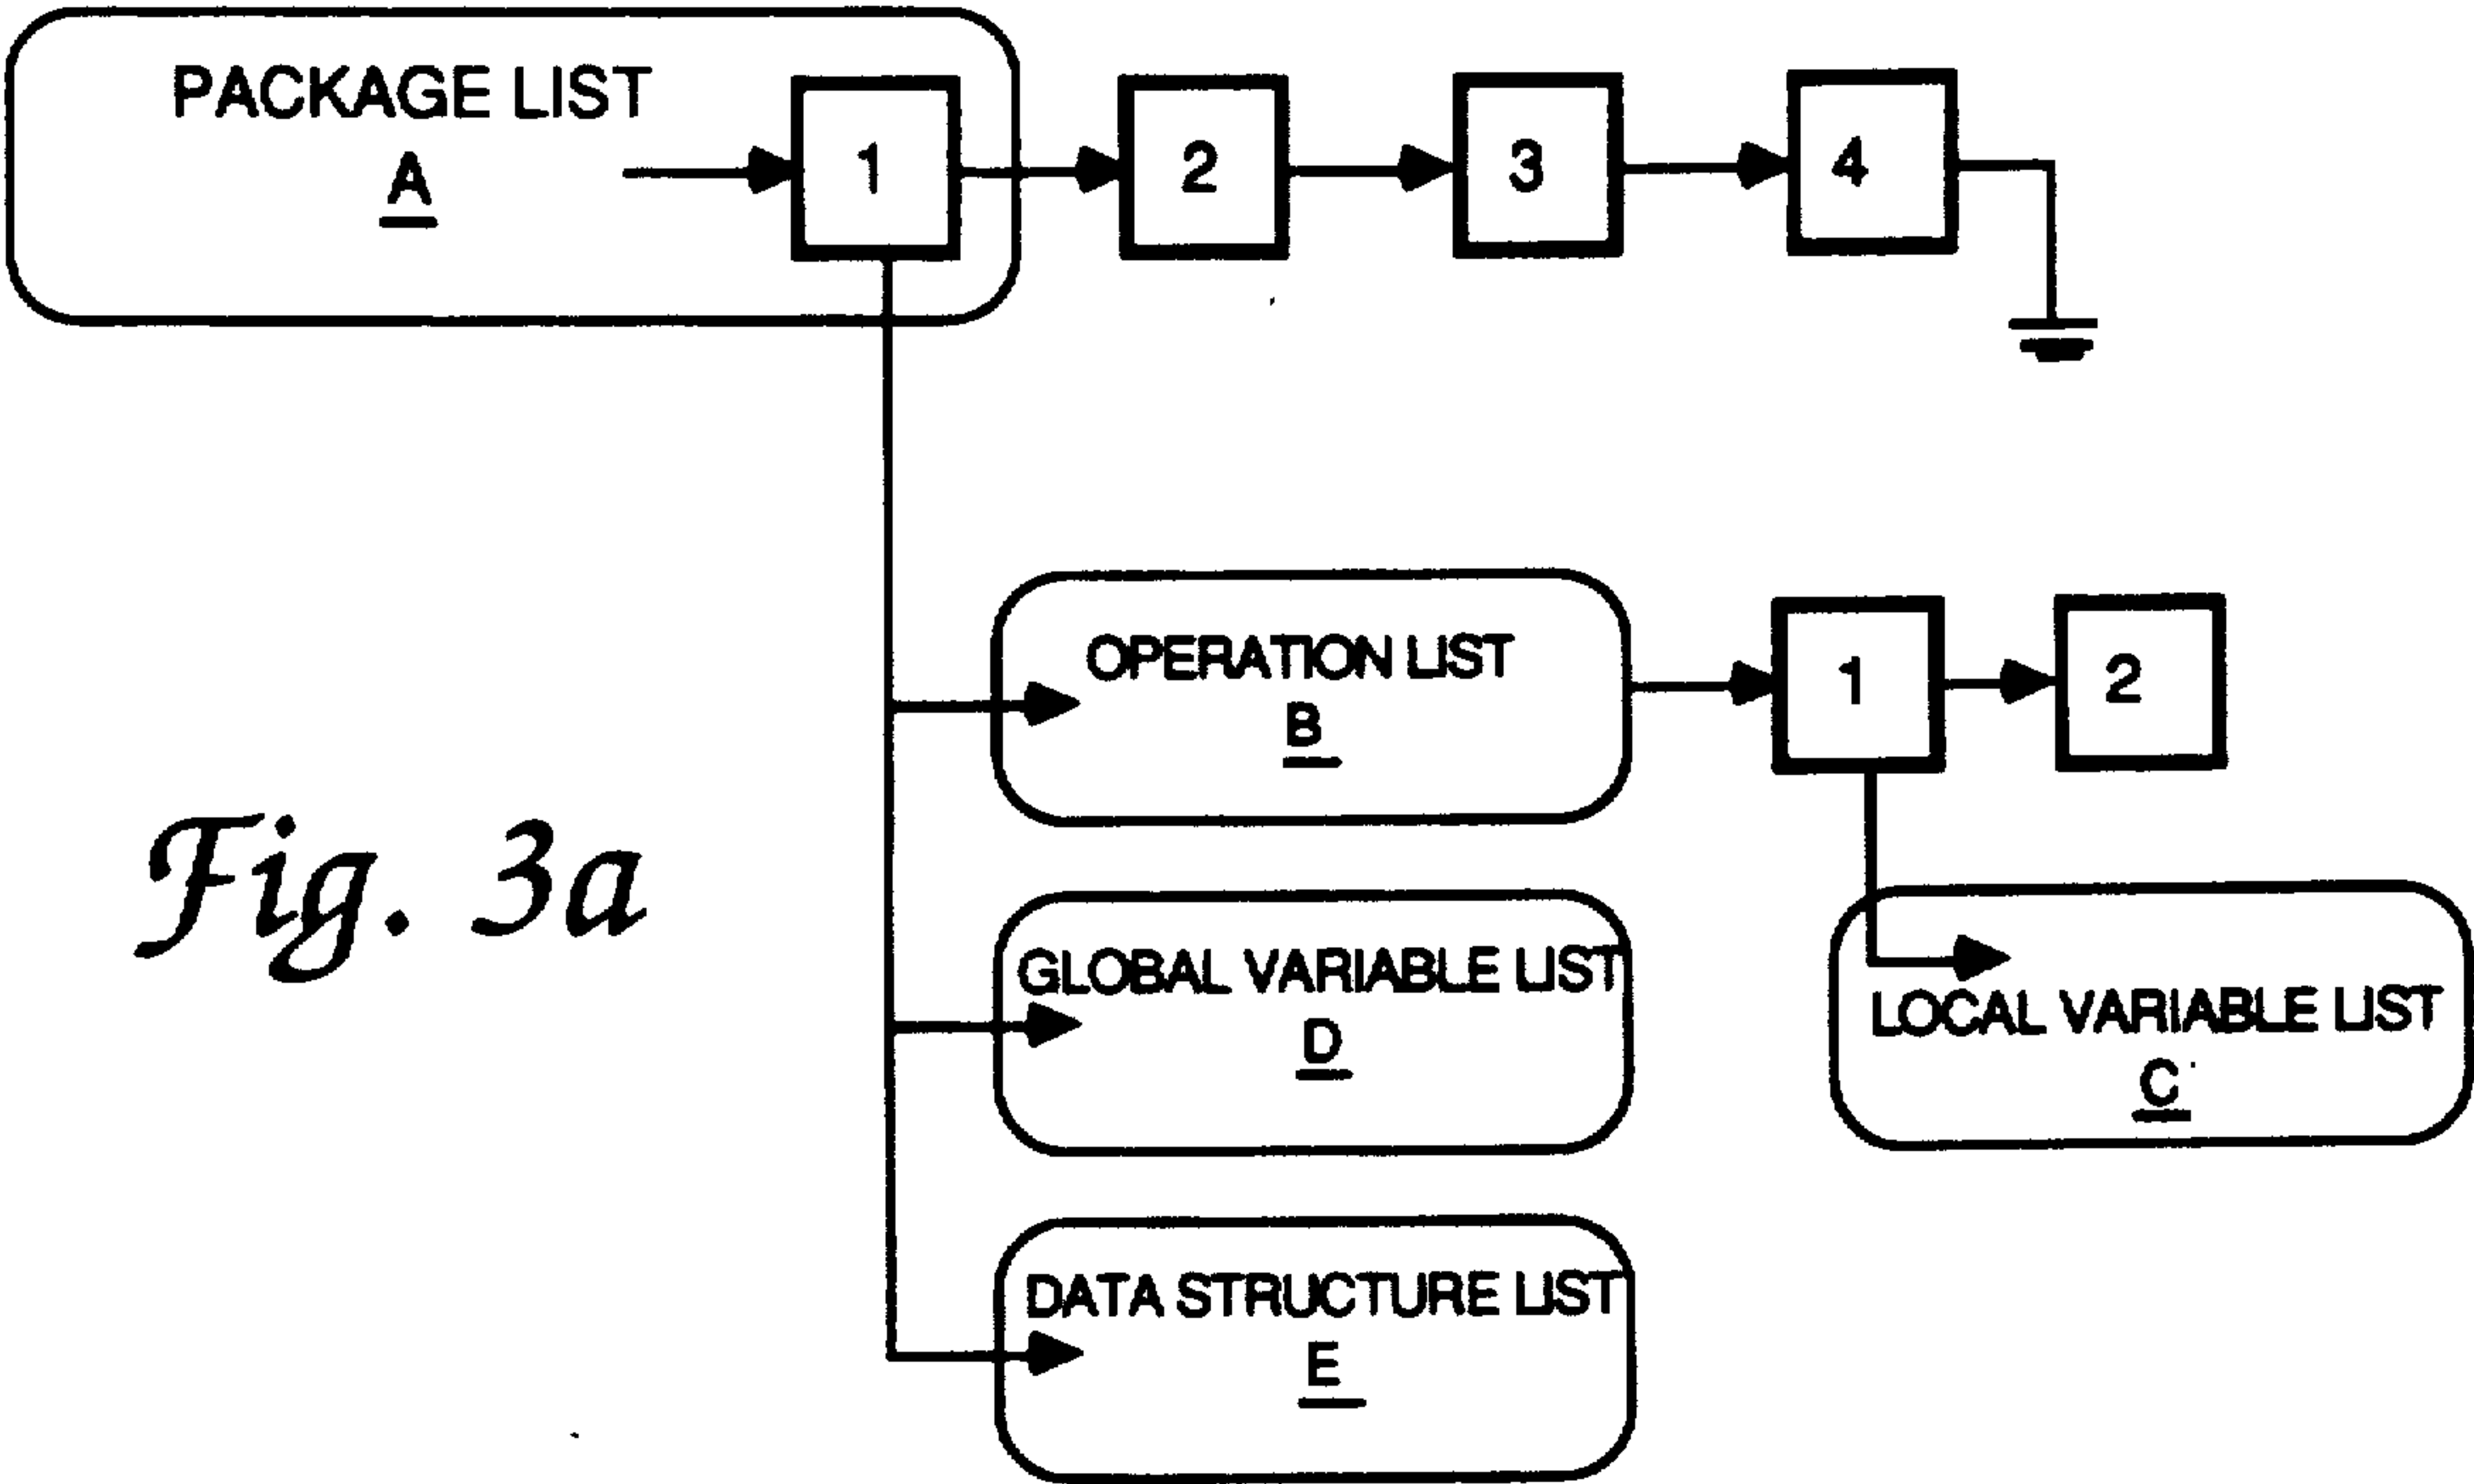 PACKAGE LIST
A
1
2
3
4
OPERATION LIST
B
1
2
Fig. 3a
GLOBAL VARIABLE LIST
D
LOCAL VARIABLE LIST
C
DATA STRUCTURE LIST
E